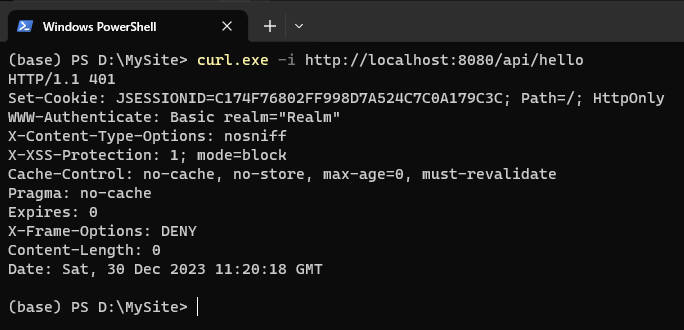 Windows PowerShell
(base) PS D:\MySite> curl.exe -i http://localhost:8080/api/hello
HTTP/1.1 401
Set-Cookie: JSESSIONID=C174F76802FF998D7A524C7C0A179C3C; Path=/; HttpOnly
WWW-Authenticate: Basic realm="Realm"
X-Content-Type-Options: nosniff
X-XSS-Protection: 1; mode=block
Cache-Control: no-cache, no-store, max-age=0, must-revalidate
Pragma: no-cache
Expires: 0
X-Frame-Options: DENY
Content-Length: 0
Date: Sat, 30 Dec 2023 11:20:18 GMT
(base) PS D:\MySite>